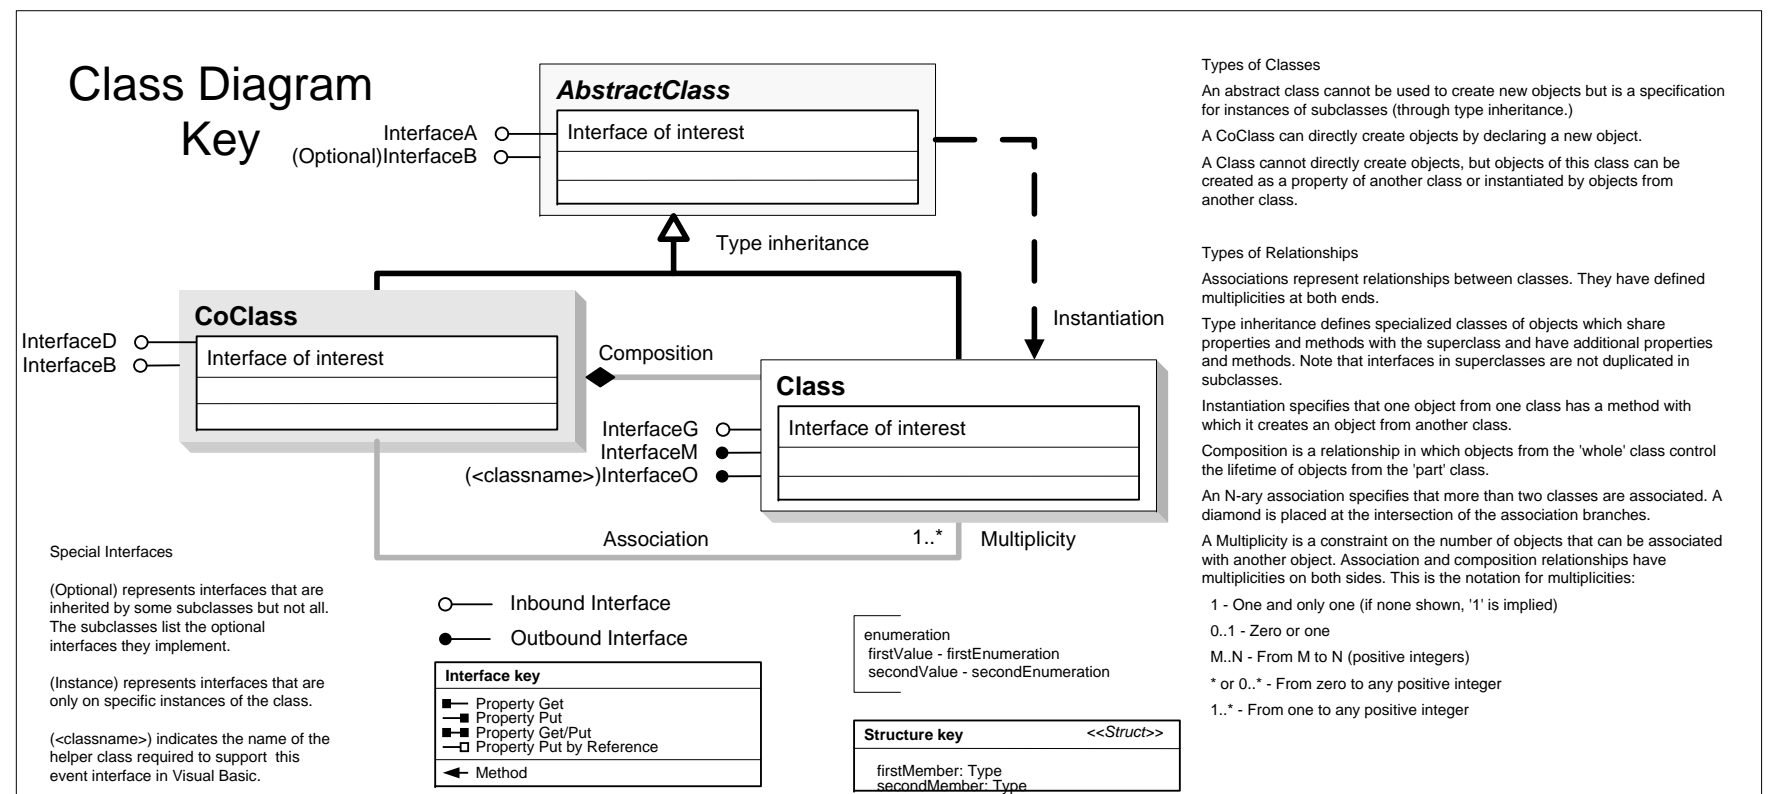 Class Diagram
Key
AbstractClass
Interface of interest
InterfaceA
(Optional)InterfaceB
Type inheritance
Instantiation
CoClass
Interface of interest
InterfaceD
InterfaceB
Composition
Class
Interface of interest
InterfaceG
InterfaceM
(<classname>)InterfaceO
Association
1..*
Multiplicity
Special Interfaces
(Optional) represents interfaces that are
inherited by some subclasses but not all.
The subclasses list the optional
interfaces they implement.
(Instance) represents interfaces that are
only on specific instances of the class.
(<classname>) indicates the name of the
helper class required to support this
event interface in Visual Basic.
Inbound Interface
Outbound Interface
Interface key
Property Get
Property Put
Property Get/Put
Property Put by Reference
Method
enumeration
firstValue - firstEnumeration
secondValue - secondEnumeration
Structure key
<<Struct>>
firstMember: Type
secondMember: Type
Types of Classes
An abstract class cannot be used to create new objects but is a specification
for instances of subclasses (through type inheritance.)
A CoClass can directly create objects by declaring a new object.
A Class cannot directly create objects, but objects of this class can be
created as a property of another class or instantiated by objects from
another class.
Types of Relationships
Associations represent relationships between classes. They have defined
multiplicities at both ends.
Type inheritance defines specialized classes of objects which share
properties and methods with the superclass and have additional properties
and methods. Note that interfaces in superclasses are not duplicated in
subclasses.
Instantiation specifies that one object from one class has a method with
which it creates an object from another class.
Composition is a relationship in which objects from the 'whole' class control
the lifetime of objects from the 'part' class.
An N-ary association specifies that more than two classes are associated. A
diamond is placed at the intersection of the association branches.
A Multiplicity is a constraint on the number of objects that can be associated
with another object. Association and composition relationships have
multiplicities on both sides. This is the notation for multiplicities:
1 - One and only one (if none shown, '1' is implied)
0..1 - Zero or one
M..N - From M to N (positive integers)
* or 0..* - From zero to any positive integer
1..* - From one to any positive integer